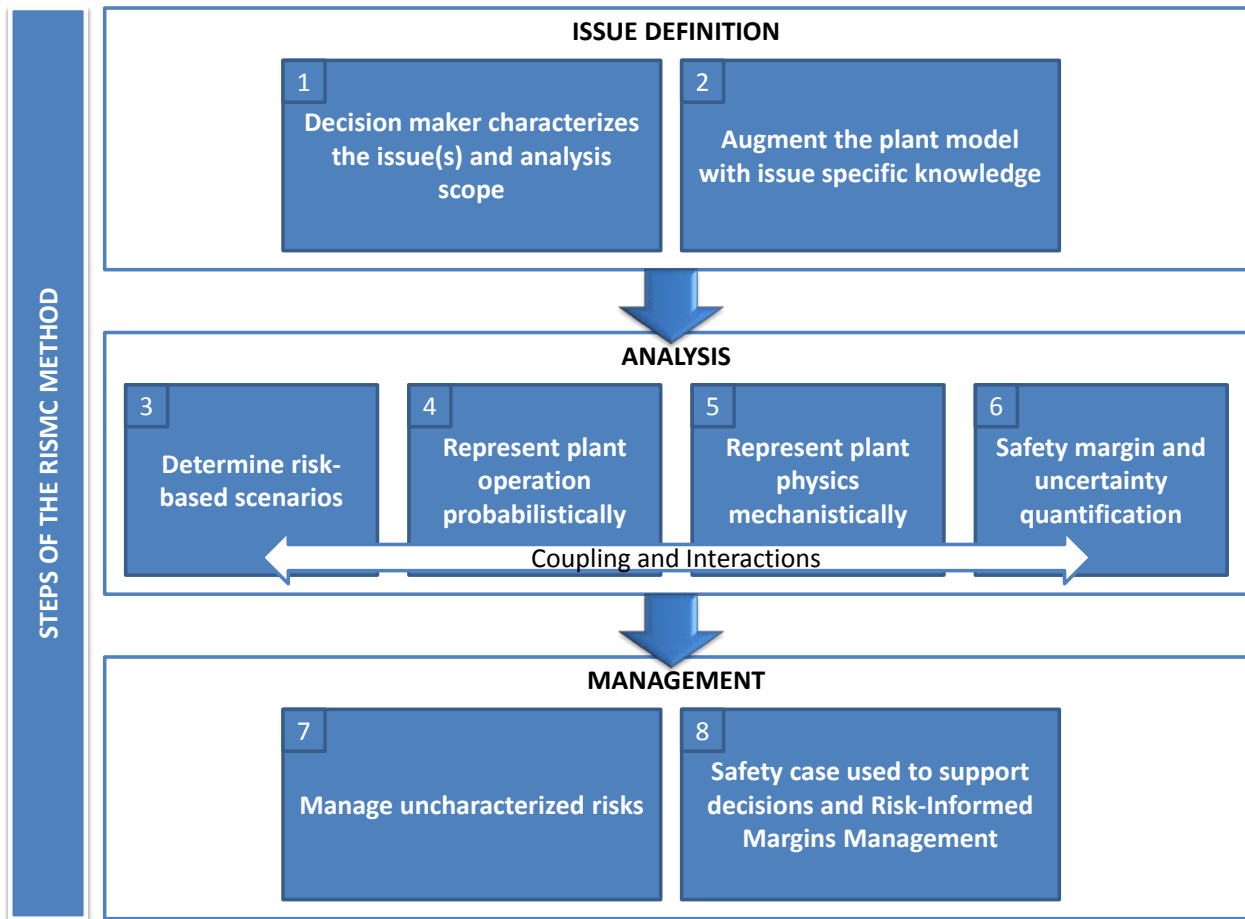 STEPS OF THE RISMC METHOD
ISSUE DEFINITION
1
Decision maker characterizes
the issue(s) and analysis
scope
2
Augment the plant model
with issue specific knowledge
ANALYSIS
3
Determine risk-
based scenarios
4
Represent plant
operation
probabilistically
5
Represent plant
physics
mechanistically
6
Safety margin and
uncertainty
quantification
Coupling and Interactions
MANAGEMENT
7
Manage uncharacterized risks
8
Safety case used to support
decisions and Risk-Informed
Margins Management